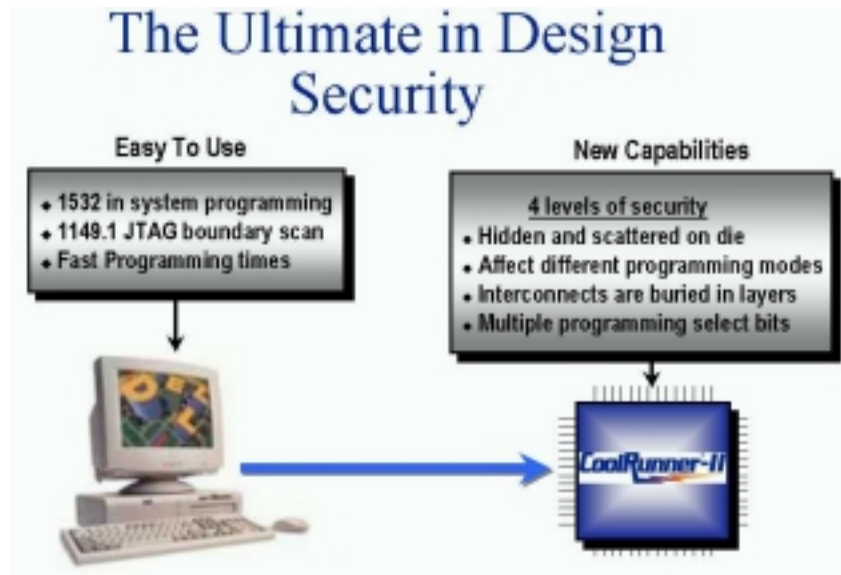 The Ultimate in Design
Security
Easy To Use
♦ 1532 in system programming
♦ 1149.1 JTAG boundary scan
♦ Fast Programming times
New Capabilities
4 levels of security
♦ Hidden and scattered on die
♦ Affect different programming modes
♦ Interconnects are buried in layers
♦ Multiple programming select bits
DELL
CoolRunner-II